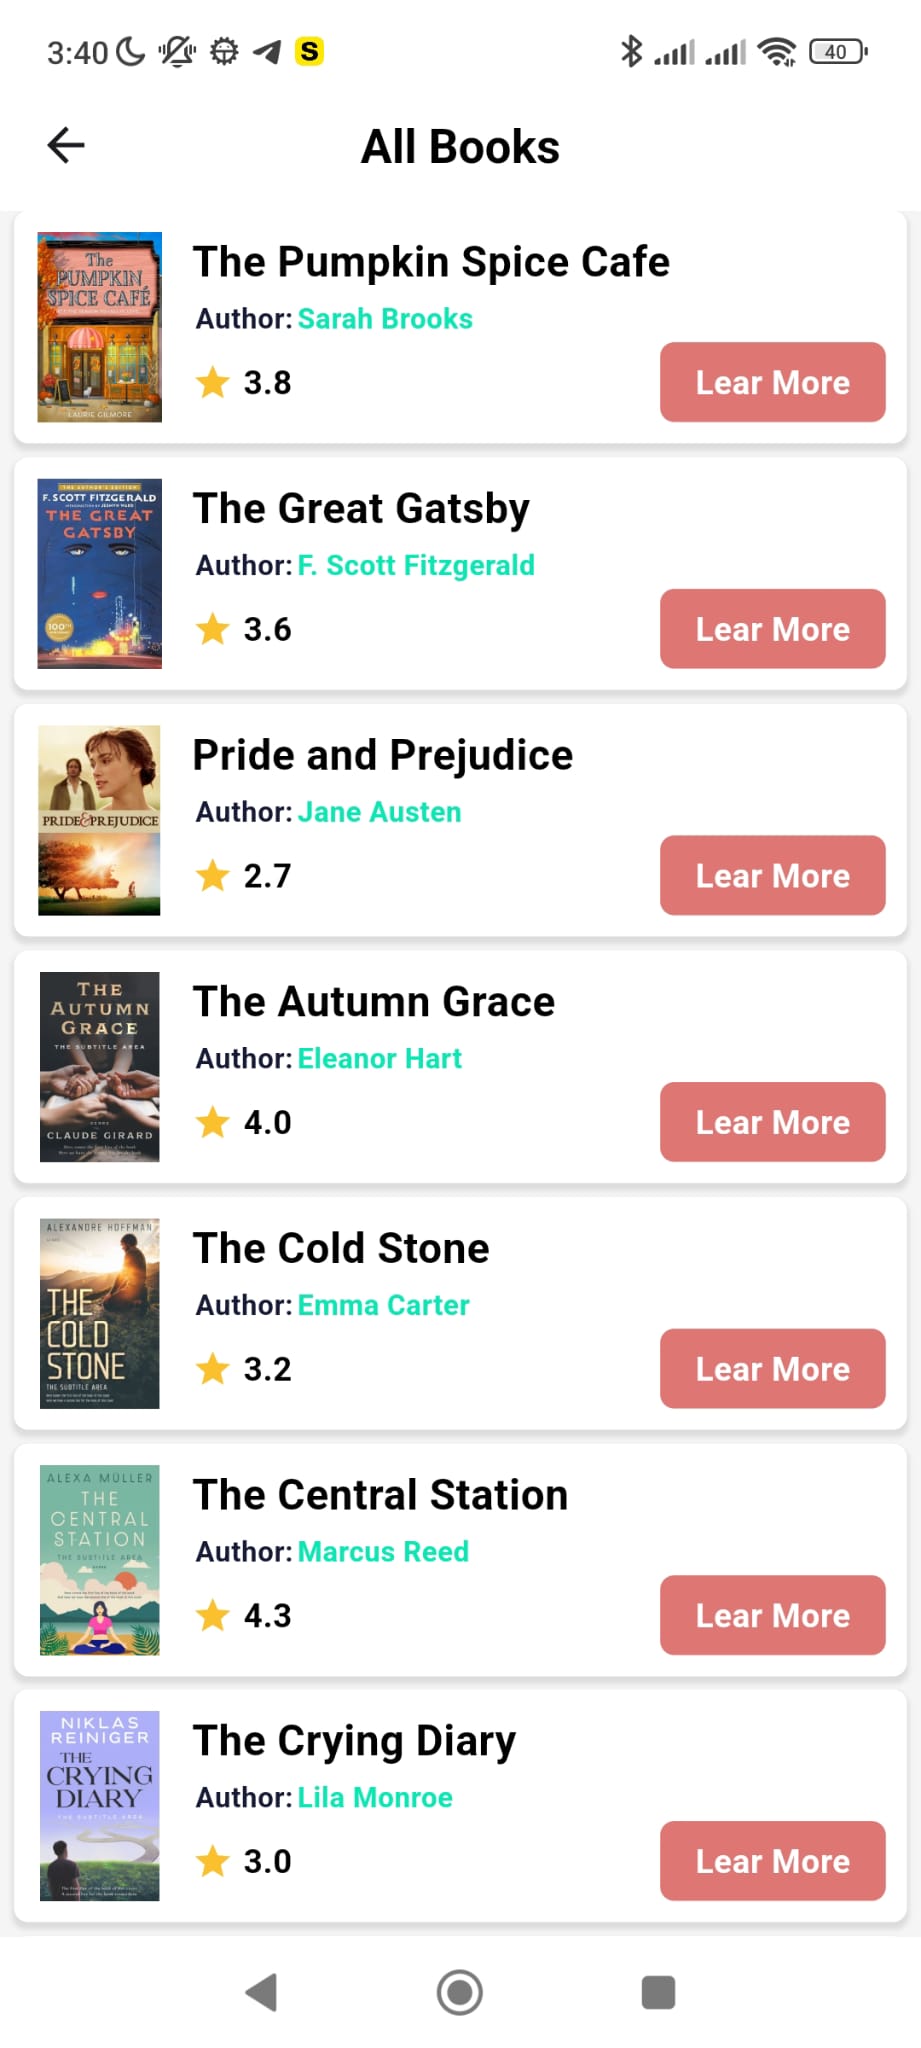 3:40
S
40
All Books
The
PUMPKIN
SPICE CAFÉ
LAURIE GILMORE
The Pumpkin Spice Cafe
Author: Sarah Brooks
3.8
Lear More
THE AUTHOR'S EDITION
F. SCOTT FITZGERALD
THE GREAT
GATSBY
100TH
The Great Gatsby
Author: F. Scott Fitzgerald
3.6
Lear More
PRIDE&PREJUDICE
Pride and Prejudice
Author: Jane Austen
2.7
Lear More
THE
AUTUMN
GRACE
THE SUBTITLE AREA
CLAUDE GIRARD
The Autumn Grace
Author: Eleanor Hart
4.0
Lear More
ALEXANDRE HOFFMAN
THE
COLD
STONE
THE SUBTITLE AREA
The Cold Stone
Author: Emma Carter
3.2
Lear More
ALEXA MÜLLER
THE
CENTRAL
STATION
THE SUBTITLE AREA
The Central Station
Author: Marcus Reed
4.3
Lear More
NIKLAS
REINIGER
THE
CRYING
DIARY
THE SUBTITLE AREA
The Crying Diary
Author: Lila Monroe
3.0
Lear More